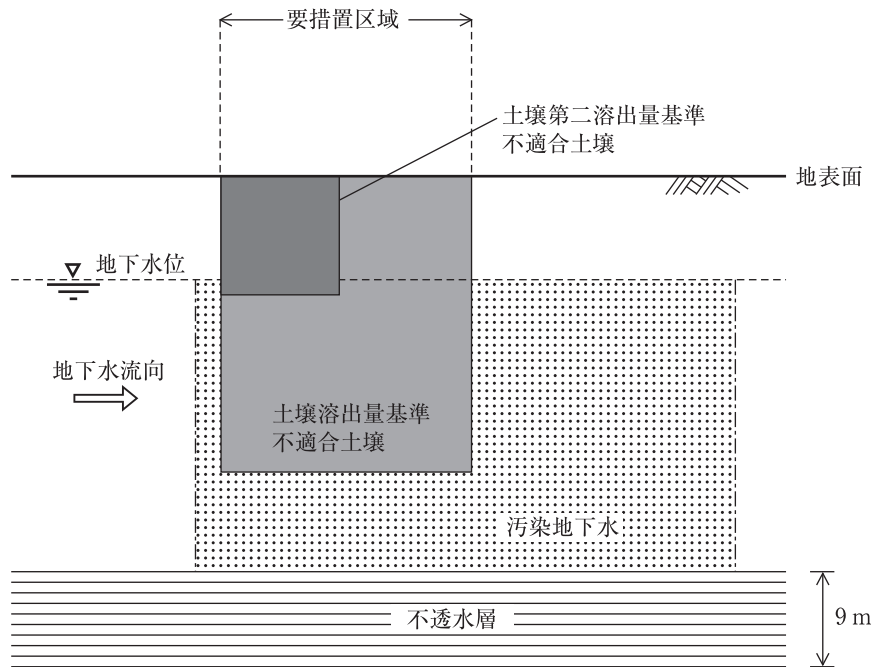 要措置区域
土壌第二溶出量基準
不適合土壌
地表面
地下水位
地下水流向
土壌溶出量基準
不適合土壌
汚染地下水
不透水層
9 m